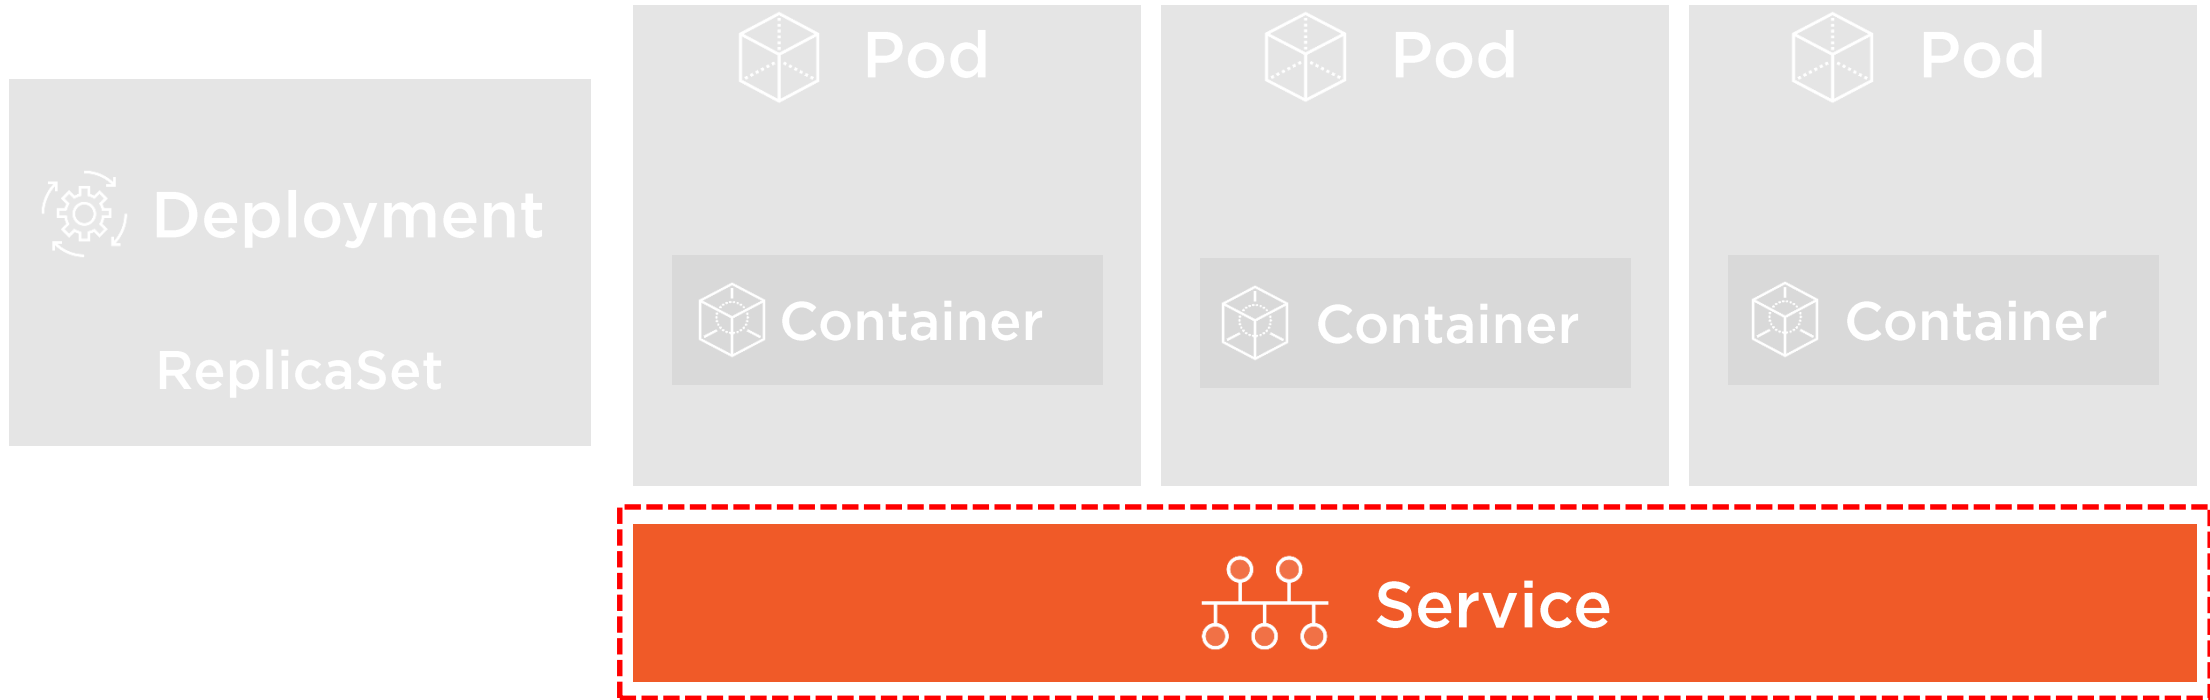 Pod
Pod
Pod
Deployment
ReplicaSet
Container
Container
Container
Service